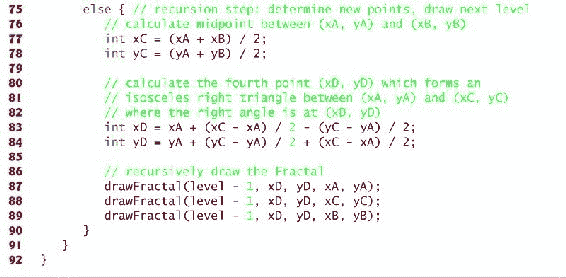 75 else { // recursion step: determine new points, draw next level
76 // calculate midpoint between (xA, yA) and (xB, yB)
77 int xC = (xA + xB) / 2;
78 int yC = (yA + yB) / 2;
79
80 // calculate the fourth point (xD, yD) which forms an
81 // isosceles right triangle between (xA, yA) and (xC, yC)
82 // where the right angle is at (xD, yD)
83 int xD = xA + (xC - xA) / 2 - (yC - yA) / 2;
84 int yD = yA + (yC - yA) / 2 + (xC - xA) / 2;
85
86 // recursively draw the Fractal
87 drawFractal(level - 1, xD, yD, xA, yA);
88 drawFractal(level - 1, xD, yD, xC, yC);
89 drawFractal(level - 1, xD, yD, xB, yB);
90 }
91 }
92 }